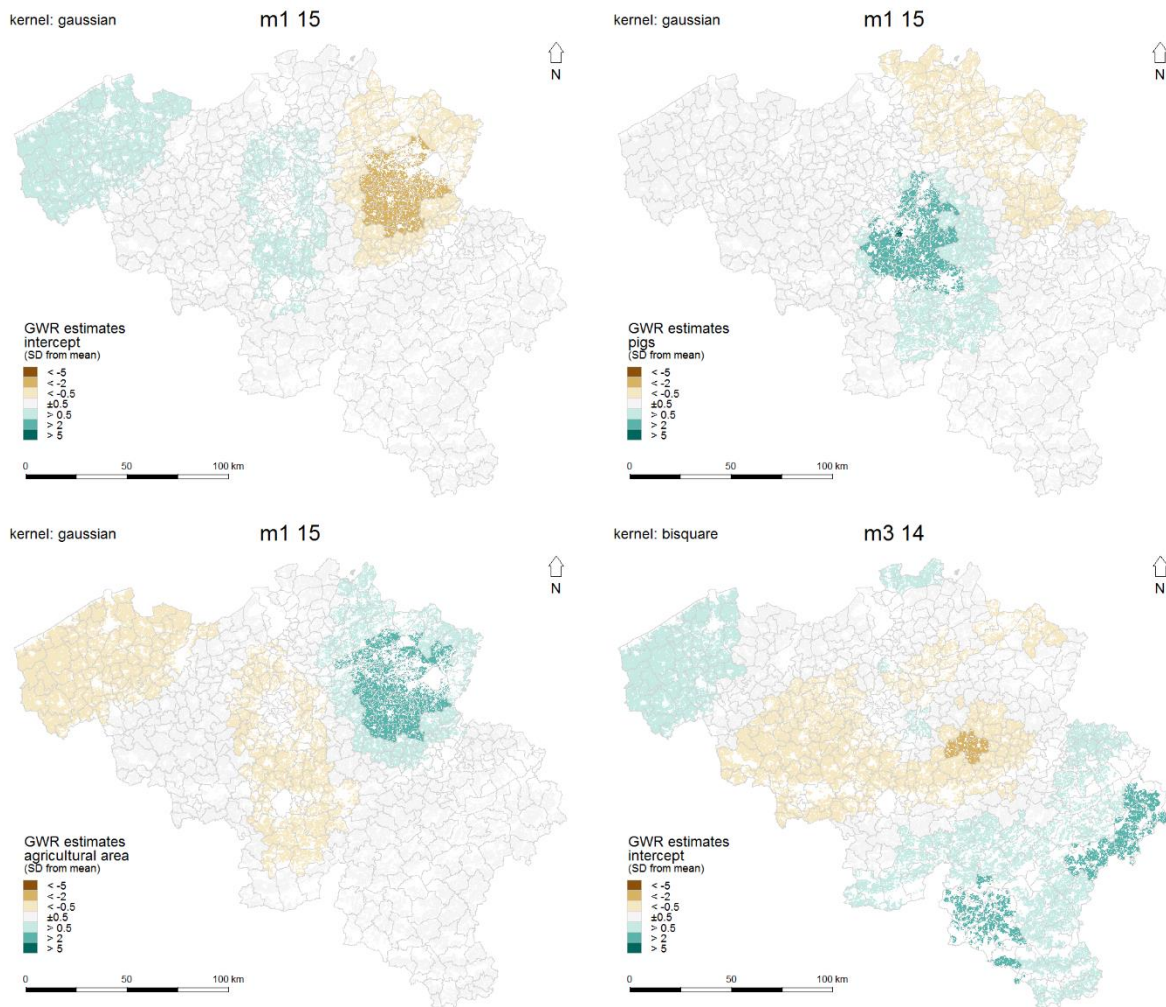 kernel: gaussian
m1 15
N
GWR estimates
intercept
(SD from mean)
< -5
< -2
< -0.5
±0.5
> 0.5
> 2
> 5
0 50 100 km
kernel: gaussian
m1 15
N
GWR estimates
pigs
(SD from mean)
< -5
< -2
< -0.5
±0.5
> 0.5
> 2
> 5
0 50 100 km
kernel: gaussian
m1 15
N
GWR estimates
agricultural area
(SD from mean)
< -5
< -2
< -0.5
±0.5
> 0.5
> 2
> 5
0 50 100 km
kernel: bisquare
m3 14
N
GWR estimates
intercept
(SD from mean)
< -5
< -2
< -0.5
±0.5
> 0.5
> 2
> 5
0 50 100 km